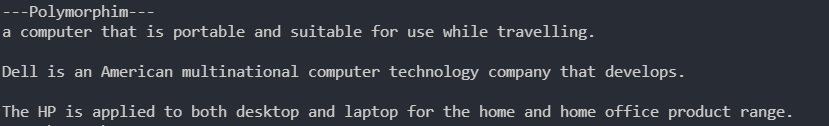 ---Polymorphim---
a computer that is portable and suitable for use while travelling.
Dell is an American multinational computer technology company that develops.
The HP is applied to both desktop and laptop for the home and home office product range.